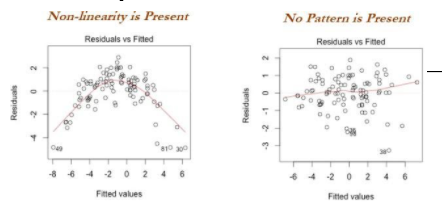 Non-linearity is Present
Residuals vs Fitted
Residuals
2
0
-2
-4
49
81
30
-8 -6 -4 -2 0 2 4 6
Fitted values
No Pattern is Present
Residuals vs Fitted
Residuals
2
1
0
-1
-2
-3
38
-6 -4 -2 0 2 4 6
Fitted values